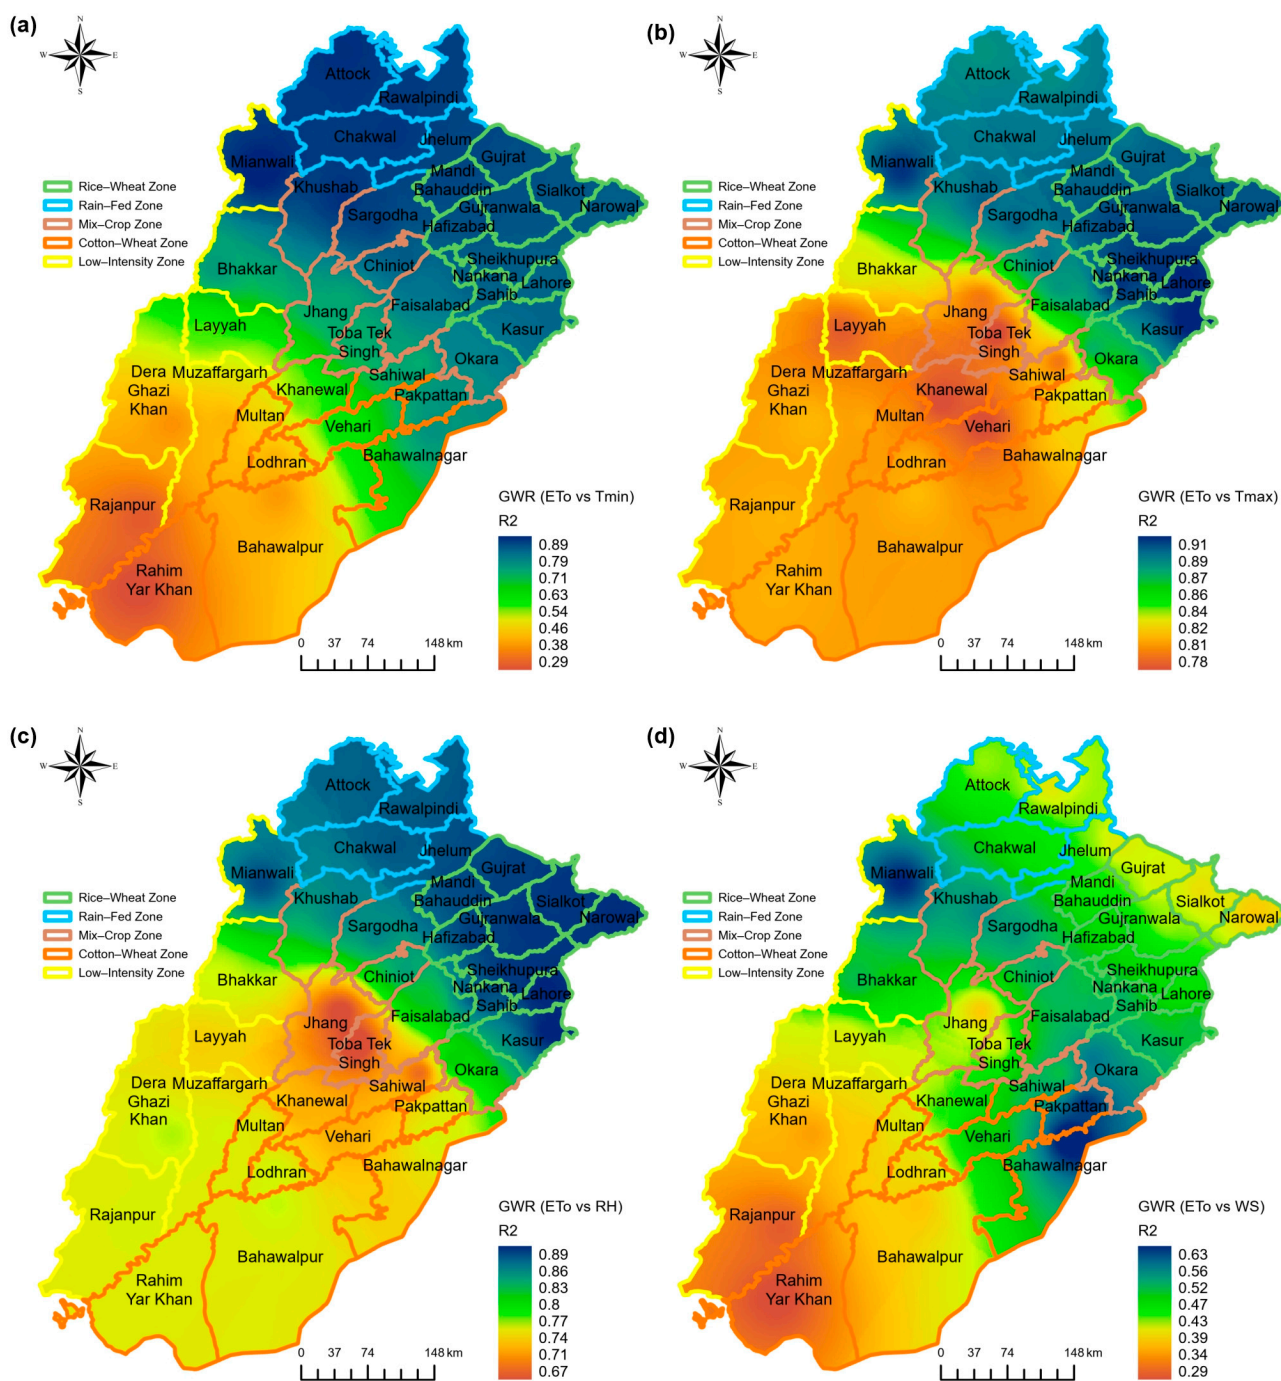 (a)
N
W E
S
Rice–Wheat Zone
Rain–Fed Zone
Mix–Crop Zone
Cotton–Wheat Zone
Low–Intensity Zone
Attock
Rawalpindi
Chakwal
Jhelum
Mianwali
Gujrat
Mandi
Bahauddin
Khushab
Sialkot
Gujranwala
Narowal
Sargodha
Hafizabad
Sheikhupura
Bhakkar
Chiniot
Nankana
Lahore
Sahib
Faisalabad
Jhang
Layyah
Kasur
Toba Tek
Singh
Okara
Dera
Ghazi
Khan
Muzaffargarh
Sahiwal
Khanewal
Pakpattan
Multan
Vehari
Lodhran
Bahawalnagar
Rajanpur
Bahawalpur
Rahim
Yar Khan
GWR (ETo vs Tmin)
R2
0.89
0.79
0.71
0.63
0.54
0.46
0.38
0.29
0 37 74 148 km
(b)
N
W E
S
Rice–Wheat Zone
Rain–Fed Zone
Mix–Crop Zone
Cotton–Wheat Zone
Low–Intensity Zone
Attock
Rawalpindi
Chakwal
Jhelum
Mianwali
Gujrat
Mandi
Bahauddin
Khushab
Sialkot
Gujranwala
Narowal
Sargodha
Hafizabad
Sheikhupura
Bhakkar
Chiniot
Nankana
Lahore
Sahib
Faisalabad
Jhang
Layyah
Kasur
Toba Tek
Singh
Okara
Dera
Ghazi
Khan
Muzaffargarh
Sahiwal
Khanewal
Pakpattan
Multan
Vehari
Lodhran
Bahawalnagar
Rajanpur
Bahawalpur
Rahim
Yar Khan
GWR (ETo vs Tmax)
R2
0.91
0.89
0.87
0.86
0.84
0.82
0.81
0.78
0 37 74 148 km
(c)
N
W E
S
Rice–Wheat Zone
Rain–Fed Zone
Mix–Crop Zone
Cotton–Wheat Zone
Low–Intensity Zone
Attock
Rawalpindi
Chakwal
Jhelum
Mianwali
Gujrat
Mandi
Bahauddin
Khushab
Sialkot
Gujranwala
Narowal
Sargodha
Hafizabad
Sheikhupura
Bhakkar
Chiniot
Nankana
Lahore
Sahib
Faisalabad
Jhang
Layyah
Kasur
Toba Tek
Singh
Okara
Dera
Ghazi
Khan
Muzaffargarh
Sahiwal
Khanewal
Pakpattan
Multan
Vehari
Lodhran
Bahawalnagar
Rajanpur
Bahawalpur
Rahim
Yar Khan
GWR (ETo vs RH)
R2
0.89
0.86
0.83
0.8
0.77
0.74
0.71
0.67
0 37 74 148 km
(d)
N
W E
S
Rice–Wheat Zone
Rain–Fed Zone
Mix–Crop Zone
Cotton–Wheat Zone
Low–Intensity Zone
Attock
Rawalpindi
Chakwal
Jhelum
Mianwali
Gujrat
Mandi
Bahauddin
Khushab
Sialkot
Gujranwala
Narowal
Sargodha
Hafizabad
Sheikhupura
Bhakkar
Chiniot
Nankana
Lahore
Sahib
Faisalabad
Jhang
Layyah
Kasur
Toba Tek
Singh
Okara
Dera
Ghazi
Khan
Muzaffargarh
Sahiwal
Khanewal
Pakpattan
Multan
Vehari
Lodhran
Bahawalnagar
Rajanpur
Bahawalpur
Rahim
Yar Khan
GWR (ETo vs WS)
R2
0.63
0.56
0.52
0.47
0.43
0.39
0.34
0.29
0 37 74 148 km